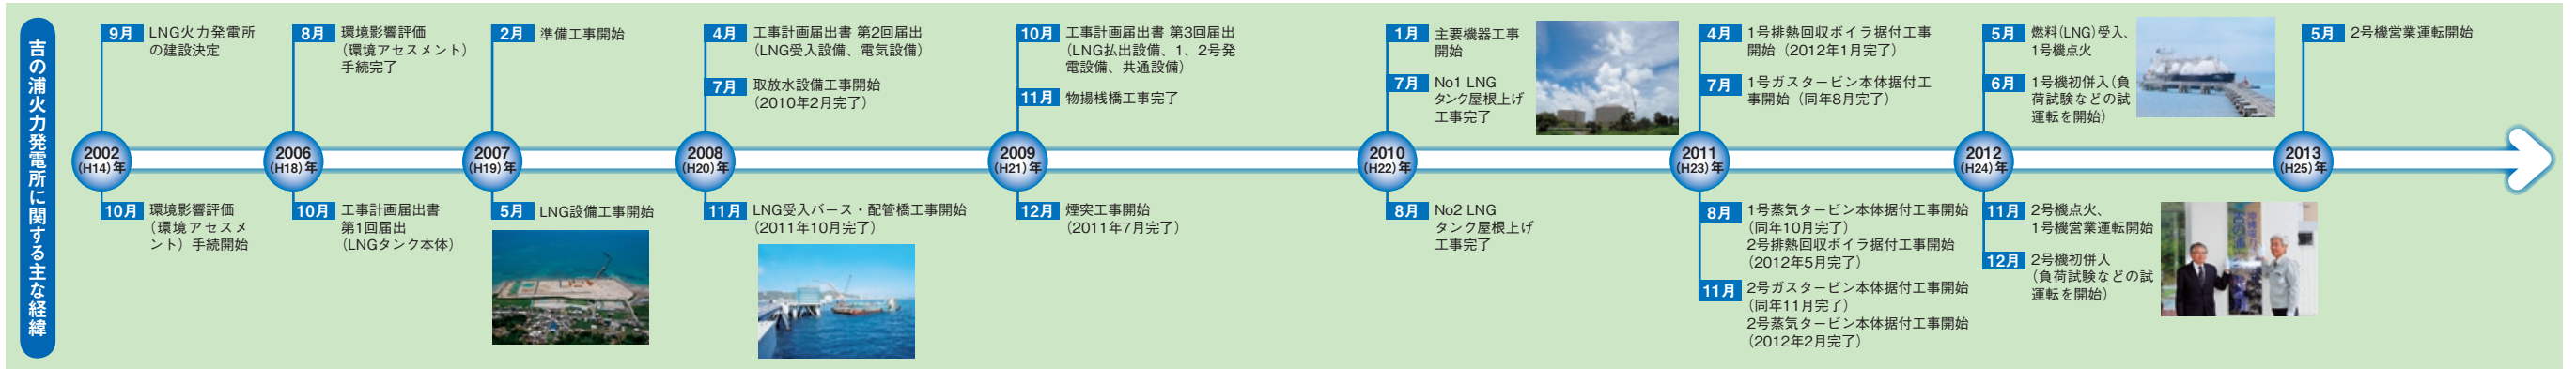 吉の浦火力発電所に関する主な経緯
2002
(H14)年
9月 LNG火力発電所
の建設決定
10月 環境影響評価
（環境アセスメ
ント）手続開始
2006
(H18)年
8月 環境影響評価
（環境アセスメント）
手続完了
10月 工事計画届出書
第1回届出
（LNGタンク本体）
2007
(H19)年
2月 準備工事開始
5月 LNG設備工事開始
2008
(H20)年
4月 工事計画届出書 第2回届出
（LNG受入設備、電気設備）
7月 取放水設備工事開始
（2010年2月完了）
11月 LNG受入バース・配管橋工事開始
（2011年10月完了）
2009
(H21)年
10月 工事計画届出書 第3回届出
（LNG払出設備、1、2号発
電設備、共通設備）
11月 物揚桟橋工事完了
12月 煙突工事開始
（2011年7月完了）
2010
(H22)年
1月 主要機器工事
開始
7月 No1 LNG
タンク屋根上げ
工事完了
8月 No2 LNG
タンク屋根上げ
工事完了
2011
(H23)年
4月 1号排熱回収ボイラ据付工事
開始（2012年1月完了）
7月 1号ガスタービン本体据付工
事開始（同年8月完了）
8月 1号蒸気タービン本体据付工事開始
（同年10月完了）
2号排熱回収ボイラ据付工事開始
（2012年5月完了）
11月 2号ガスタービン本体据付工事開始
（同年11月完了）
2号蒸気タービン本体据付工事開始
（2012年2月完了）
2012
(H24)年
5月 燃料（LNG）受入、
1号機点火
6月 1号機初併入（負
荷試験などの試
運転を開始）
11月 2号機点火、
1号機営業運転開始
12月 2号機初併入
（負荷試験などの試
運転を開始）
2013
(H25)年
5月 2号機営業運転開始